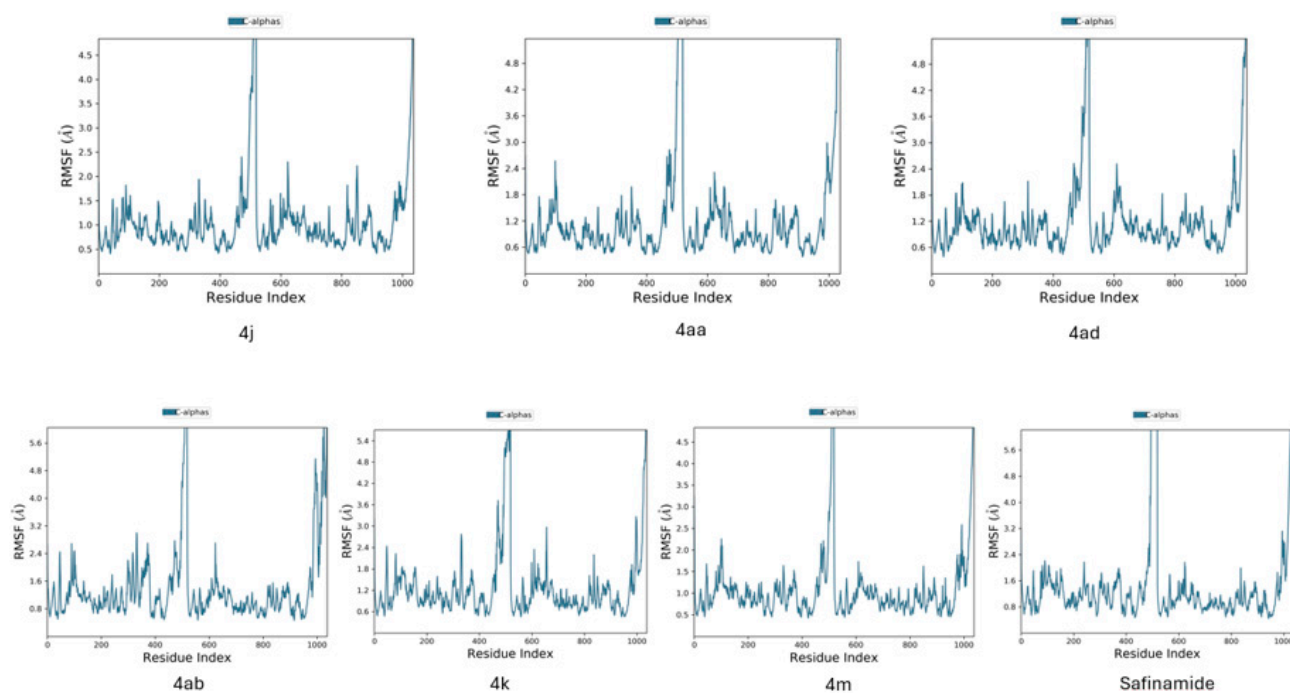 C-alphas
C-alphas
C-alphas
RMSF (Å)
4.5
4.0
3.5
3.0
2.5
2.0
1.5
1.0
0.5
0 200 400 600 800 1000
Residue Index
4j
RMSF (Å)
4.8
4.2
3.6
3.0
2.4
1.8
1.2
0.6
0 200 400 600 800 1000
Residue Index
4aa
RMSF (Å)
4.8
4.2
3.6
3.0
2.4
1.8
1.2
0.6
0 200 400 600 800 1000
Residue Index
4ad
C-alphas
C-alphas
C-alphas
C-alphas
RMSF (Å)
5.6
4.8
4.0
3.2
2.4
1.6
0.8
0 200 400 600 800 1000
Residue Index
4ab
RMSF (Å)
5.4
4.8
4.2
3.6
3.0
2.4
1.8
1.2
0.6
0 200 400 600 800 1000
Residue Index
4k
RMSF (Å)
4.5
4.0
3.5
3.0
2.5
2.0
1.5
1.0
0.5
0 200 400 600 800 1000
Residue Index
4m
RMSF (Å)
5.6
4.8
4.0
3.2
2.4
1.6
0.8
0 200 400 600 800 1000
Residue Index
Safinamide